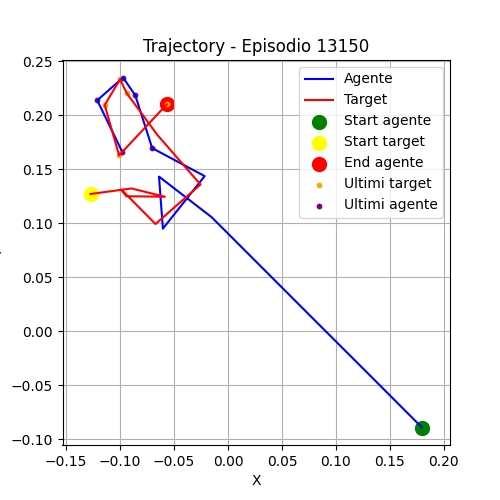 Trajectory - Episodio 13150
0.25
0.20
0.15
0.10
0.05
0.00
−0.05
−0.10
Agente
Target
Start agente
Start target
End agente
Ultimi target
Ultimi agente
−0.15 −0.10 −0.05 0.00 0.05 0.10 0.15 0.20
X